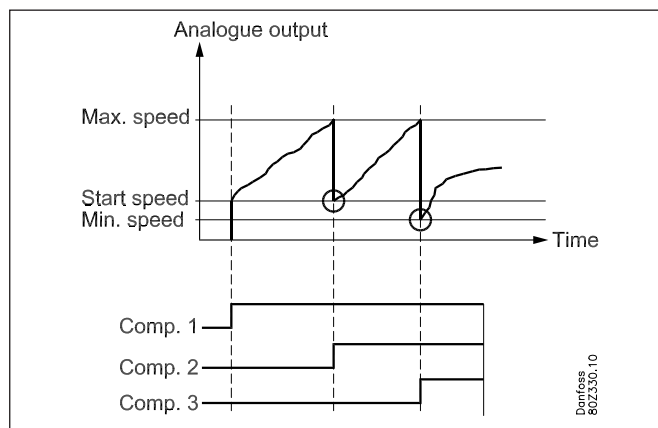 Analogue output
Max. speed
Start speed
Min. speed
Time
Comp. 1
Comp. 2
Comp. 3
Danfoss
80Z330.10